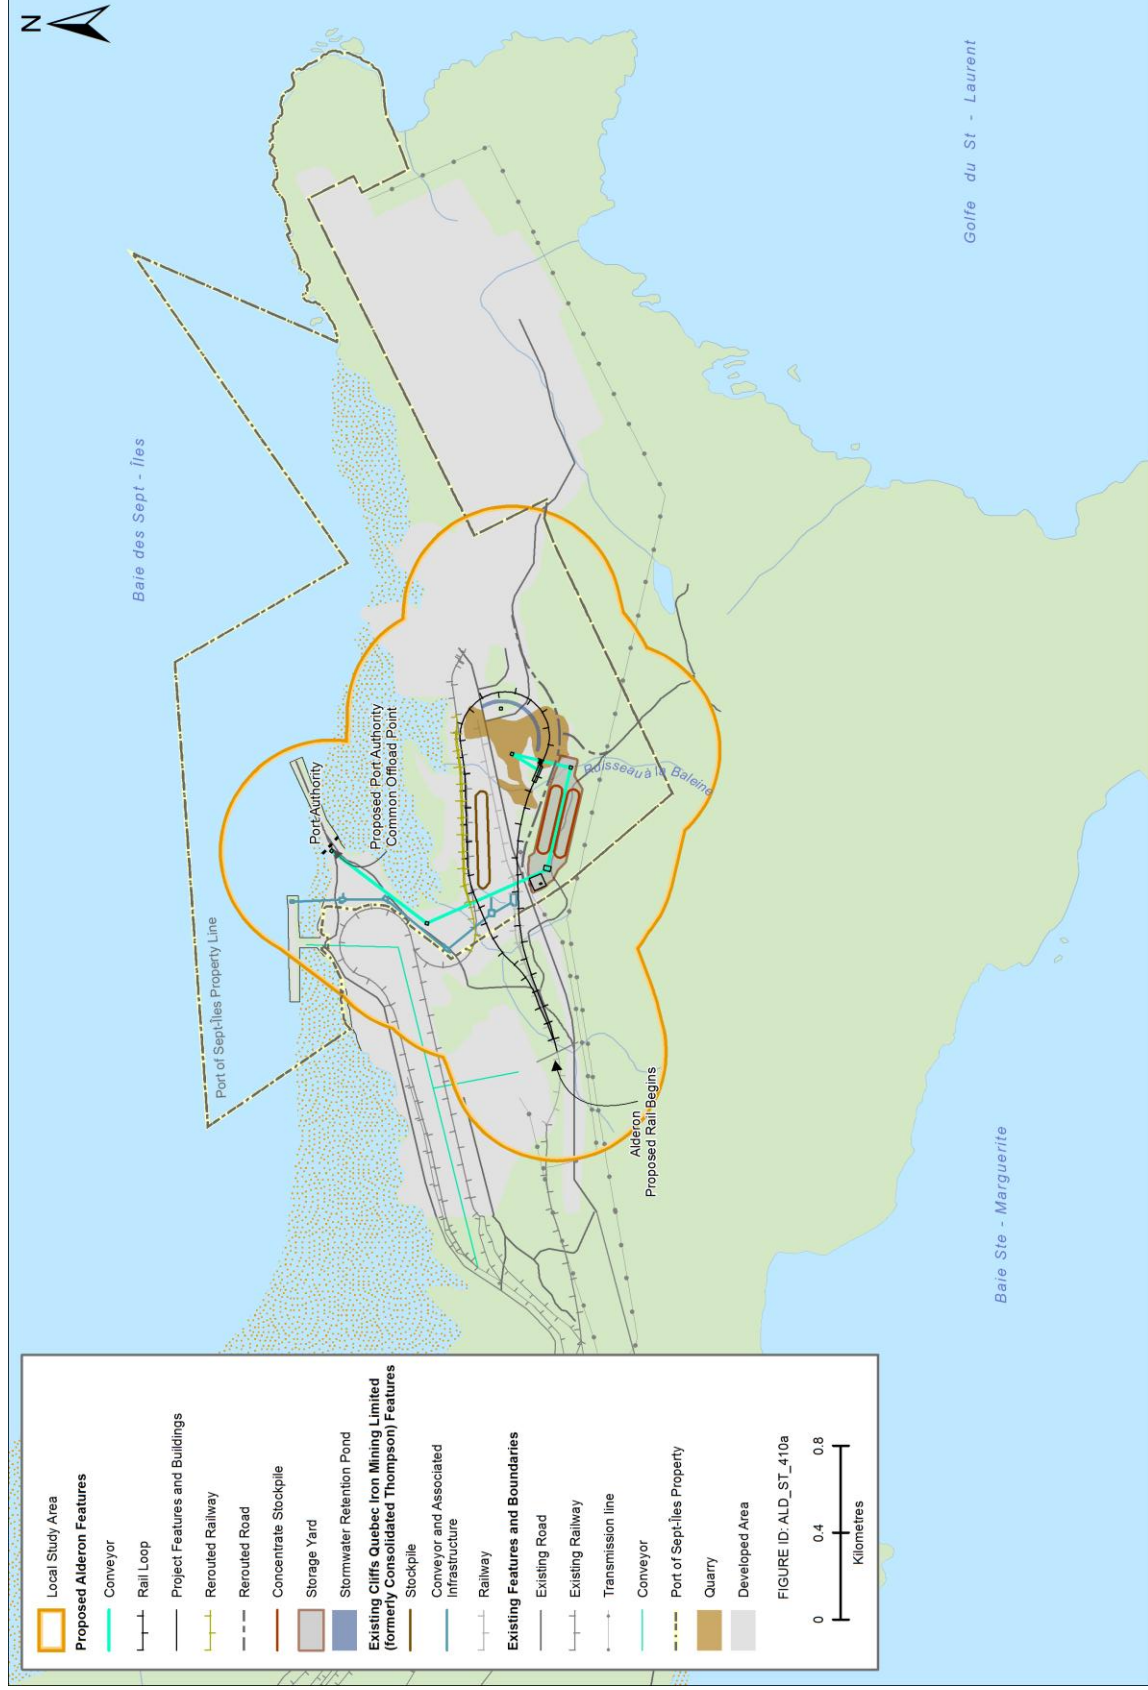 N
Baie des Sept - Îles
Golfe du St - Laurent
Port of Sept-Îles Property Line
Port Authority
Proposed Port Authority
Common Offload Point
Ruisseau à la Baleine
Alderon
Proposed Rail Begins
Baie Ste - Marguerite
Local Study Area
Proposed Alderon Features
Conveyor
Rail Loop
Project Features and Buildings
Rerouted Railway
Rerouted Road
Concentrate Stockpile
Storage Yard
Stormwater Retention Pond
Existing Cliffs Quebec Iron Mining Limited
(formerly Consolidated Thompson) Features
Stockpile
Conveyor and Associated
Infrastructure
Railway
Existing Features and Boundaries
Existing Road
Existing Railway
Transmission line
Conveyor
Port of Sept-Îles Property
Quarry
Developed Area
FIGURE ID: ALD_ST_410a
0 0.4 0.8
Kilometres